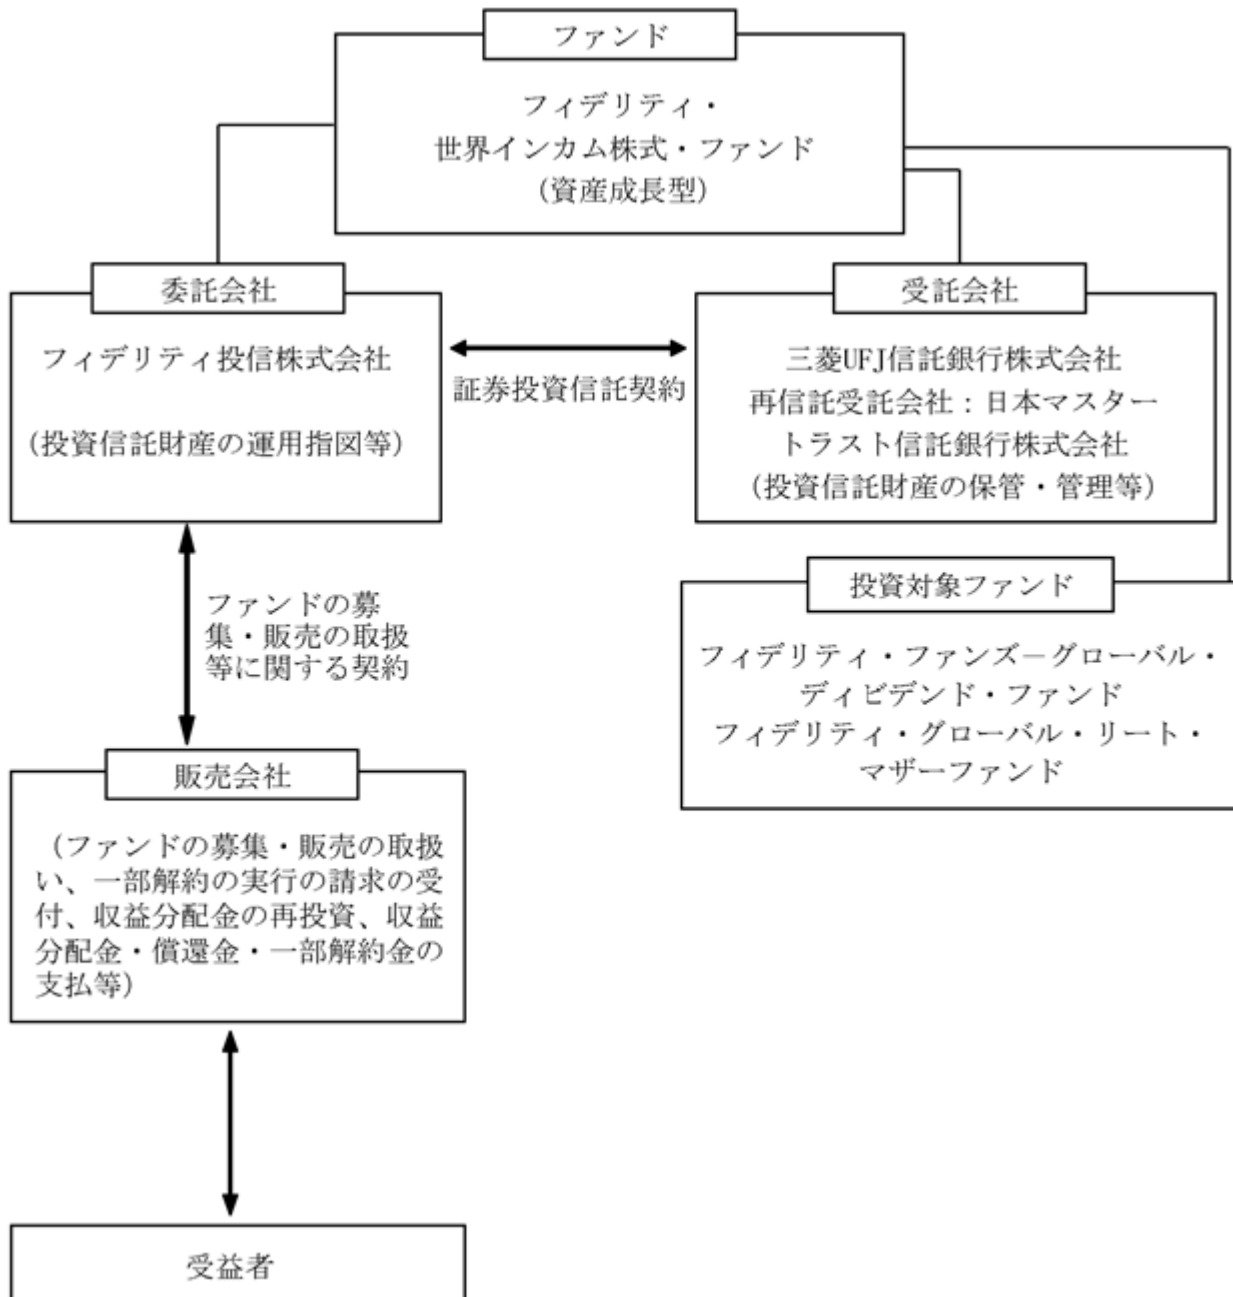 ファンド
フィデリティ・
世界インカム株式・ファンド
(資産成長型)
委託会社
フィデリティ投信株式会社
(投資信託財産の運用指図等)
証券投資信託契約
受託会社
三菱UFJ信託銀行株式会社
再信託受託会社：日本マスター
トラスト信託銀行株式会社
(投資信託財産の保管・管理等)
ファンドの募
集・販売の取扱
等に関する契約
投資対象ファンド
フィデリティ・ファンズ－グローバル・
ディビデンド・ファンド
フィデリティ・グローバル・リート・
マザーファンド
販売会社
(ファンドの募集・販売の取扱
い、一部解約の実行の請求の受
付、収益分配金の再投資、収益
分配金・償還金・一部解約金の
支払等)
受益者